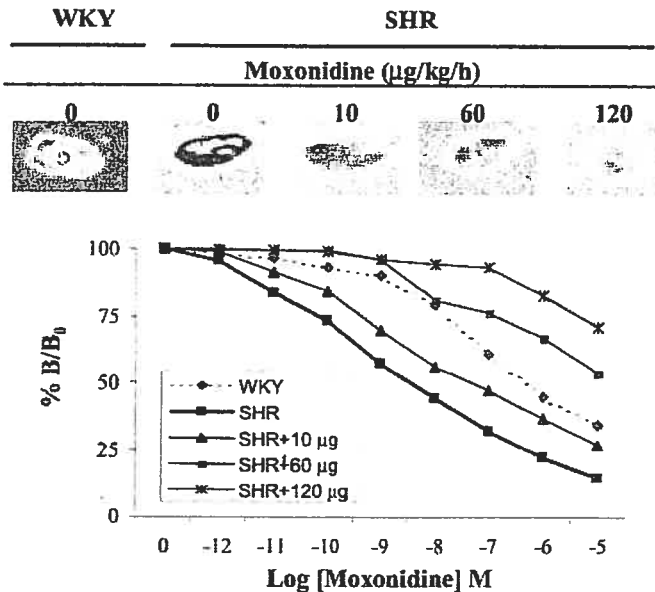 WKY SHR
Moxonidine (µg/kg/h)
0 0 10 60 120
100
75
50
25
0
% B/B₀
WKY
SHR
SHR+10 µg
SHR+60 µg
SHR+120 µg
0 -12 -11 -10 -9 -8 -7 -6 -5
Log [Moxonidine] M